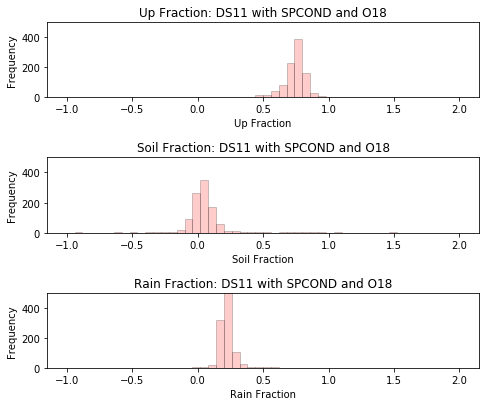 Up Fraction: DS11 with SPCOND and O18
Frequency
400
200
0
−1.0 −0.5 0.0 0.5 1.0 1.5 2.0
Up Fraction
Soil Fraction: DS11 with SPCOND and O18
Frequency
400
200
0
−1.0 −0.5 0.0 0.5 1.0 1.5 2.0
Soil Fraction
Rain Fraction: DS11 with SPCOND and O18
Frequency
400
200
0
−1.0 −0.5 0.0 0.5 1.0 1.5 2.0
Rain Fraction